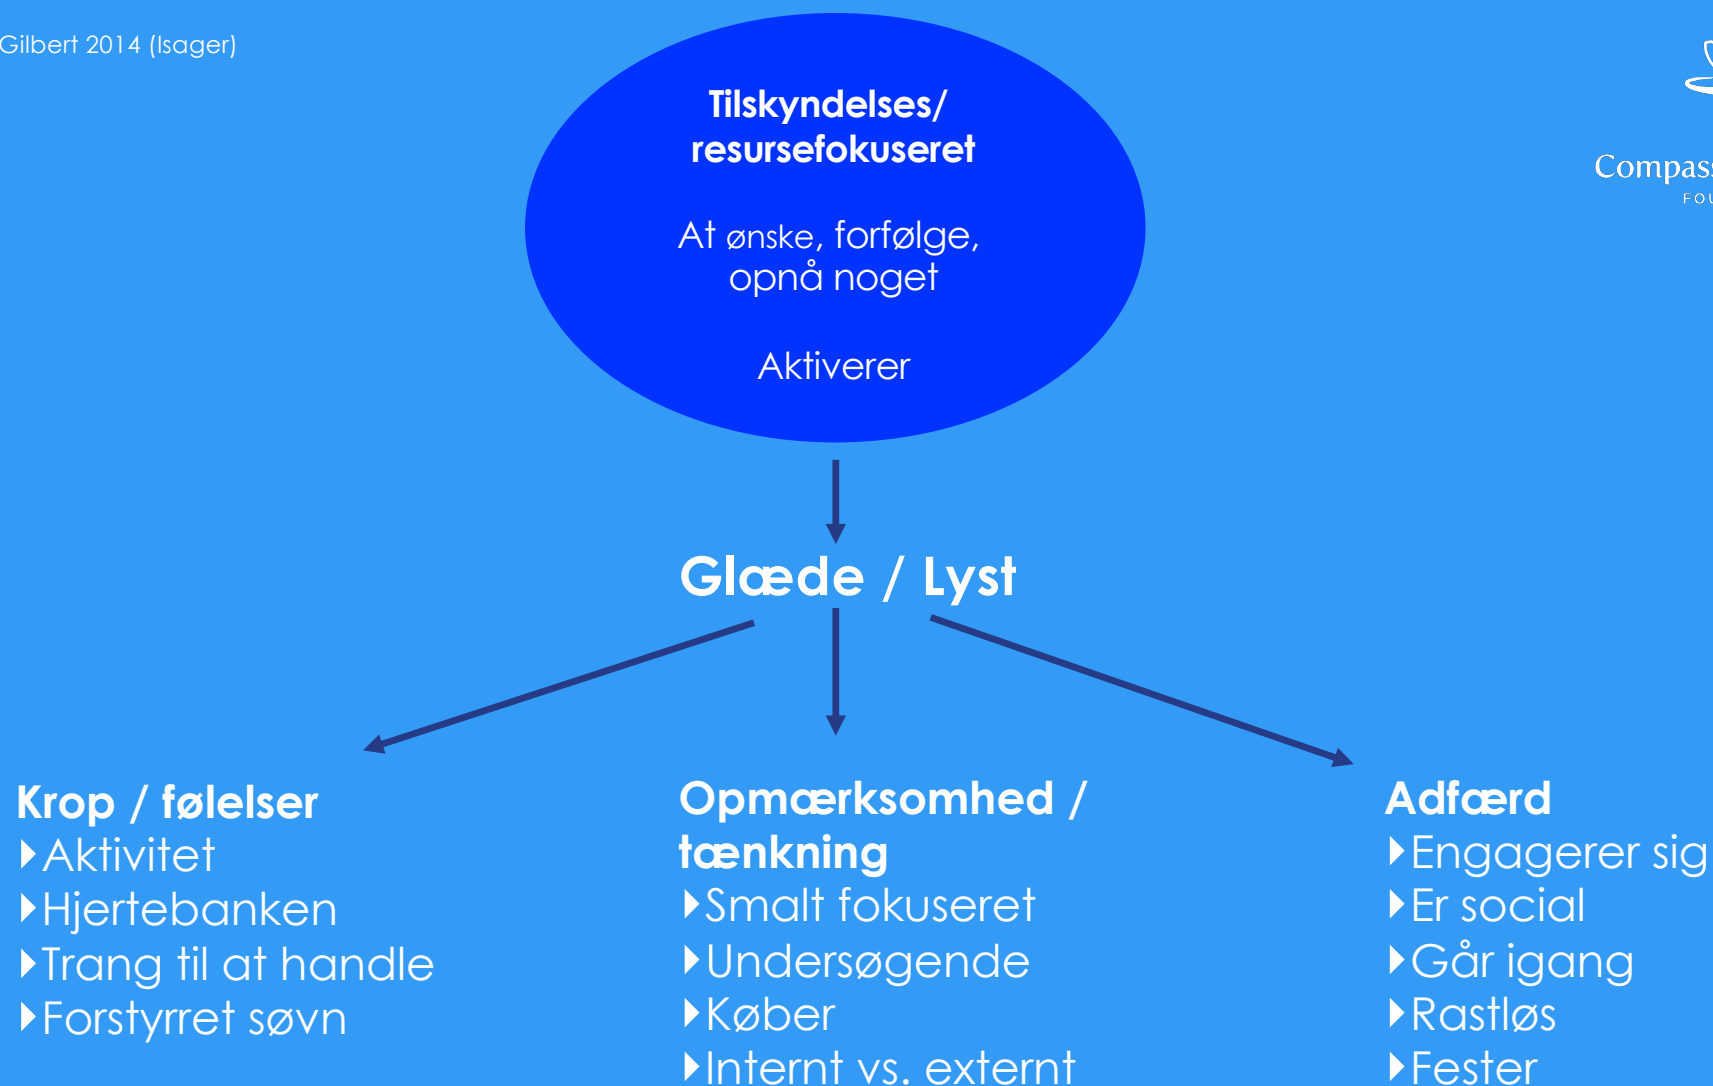 Gilbert 2014 (Isager)
Tilskyndelses/
resursefokuseret
At ønske, forfølge,
opnå noget
Aktiverer
Glæde / Lyst
Krop / følelser
Aktivitet
Hjertebanken
Trang til at handle
Forstyrret søvn
Opmærksomhed /
tænkning
Smalt fokuseret
Undersøgende
Køber
Internt vs. externt
Adfærd
Engagerer sig
Er social
Går igang
Rastløs
Fester